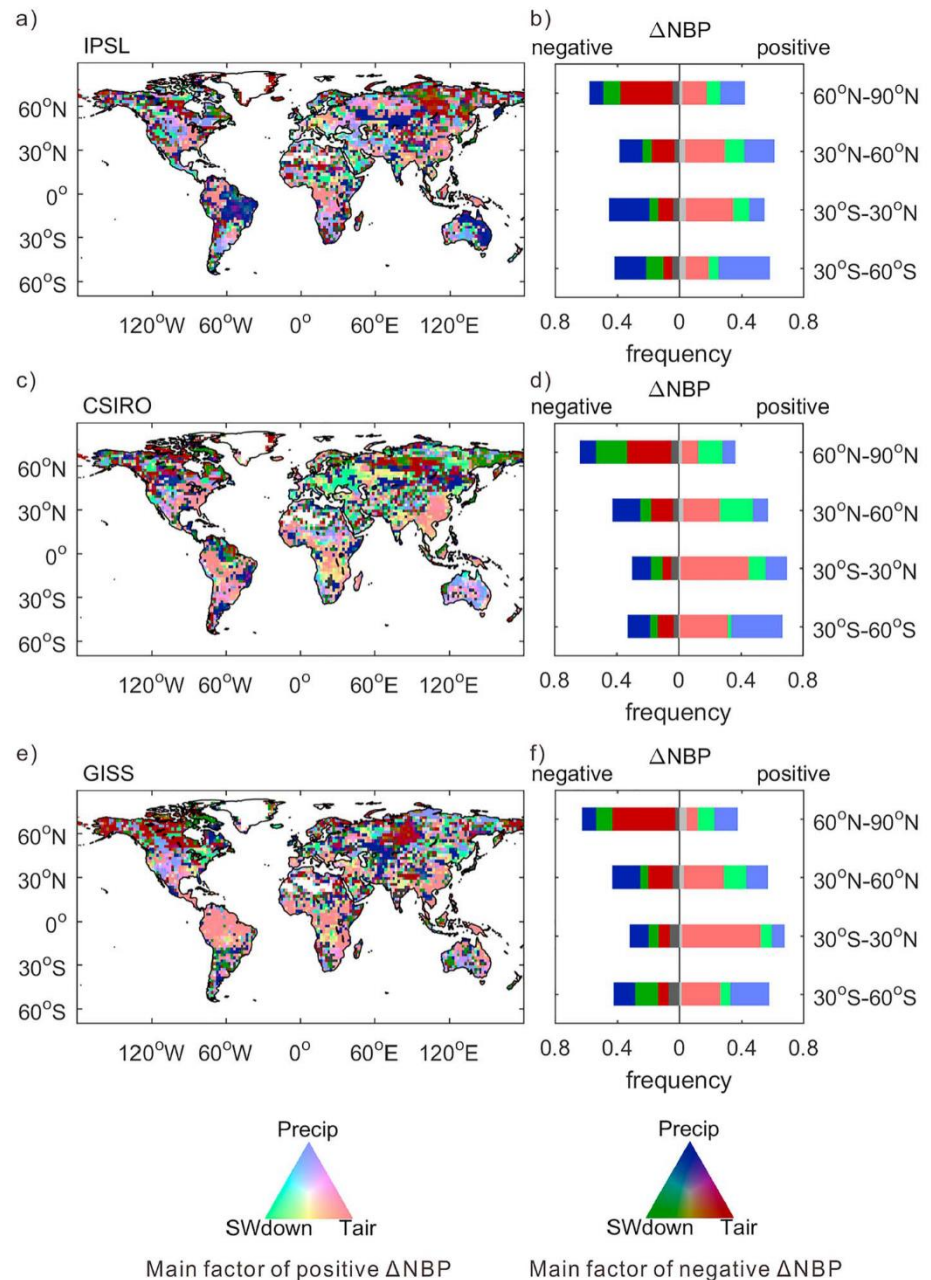 a)
IPSL
60°N
30°N
0°
30°S
60°S
120°W 60°W 0° 60°E 120°E
b)
ΔNBP
negative positive
60°N-90°N
30°N-60°N
30°S-30°N
30°S-60°S
0.8 0.4 0 0.4 0.8
frequency
c)
CSIRO
60°N
30°N
0°
30°S
60°S
120°W 60°W 0° 60°E 120°E
d)
ΔNBP
negative positive
60°N-90°N
30°N-60°N
30°S-30°N
30°S-60°S
0.8 0.4 0 0.4 0.8
frequency
e)
GISS
60°N
30°N
0°
30°S
60°S
120°W 60°W 0° 60°E 120°E
f)
ΔNBP
negative positive
60°N-90°N
30°N-60°N
30°S-30°N
30°S-60°S
0.8 0.4 0 0.4 0.8
frequency
Precip
SWdown Tair
Main factor of positive ΔNBP
Precip
SWdown Tair
Main factor of negative ΔNBP